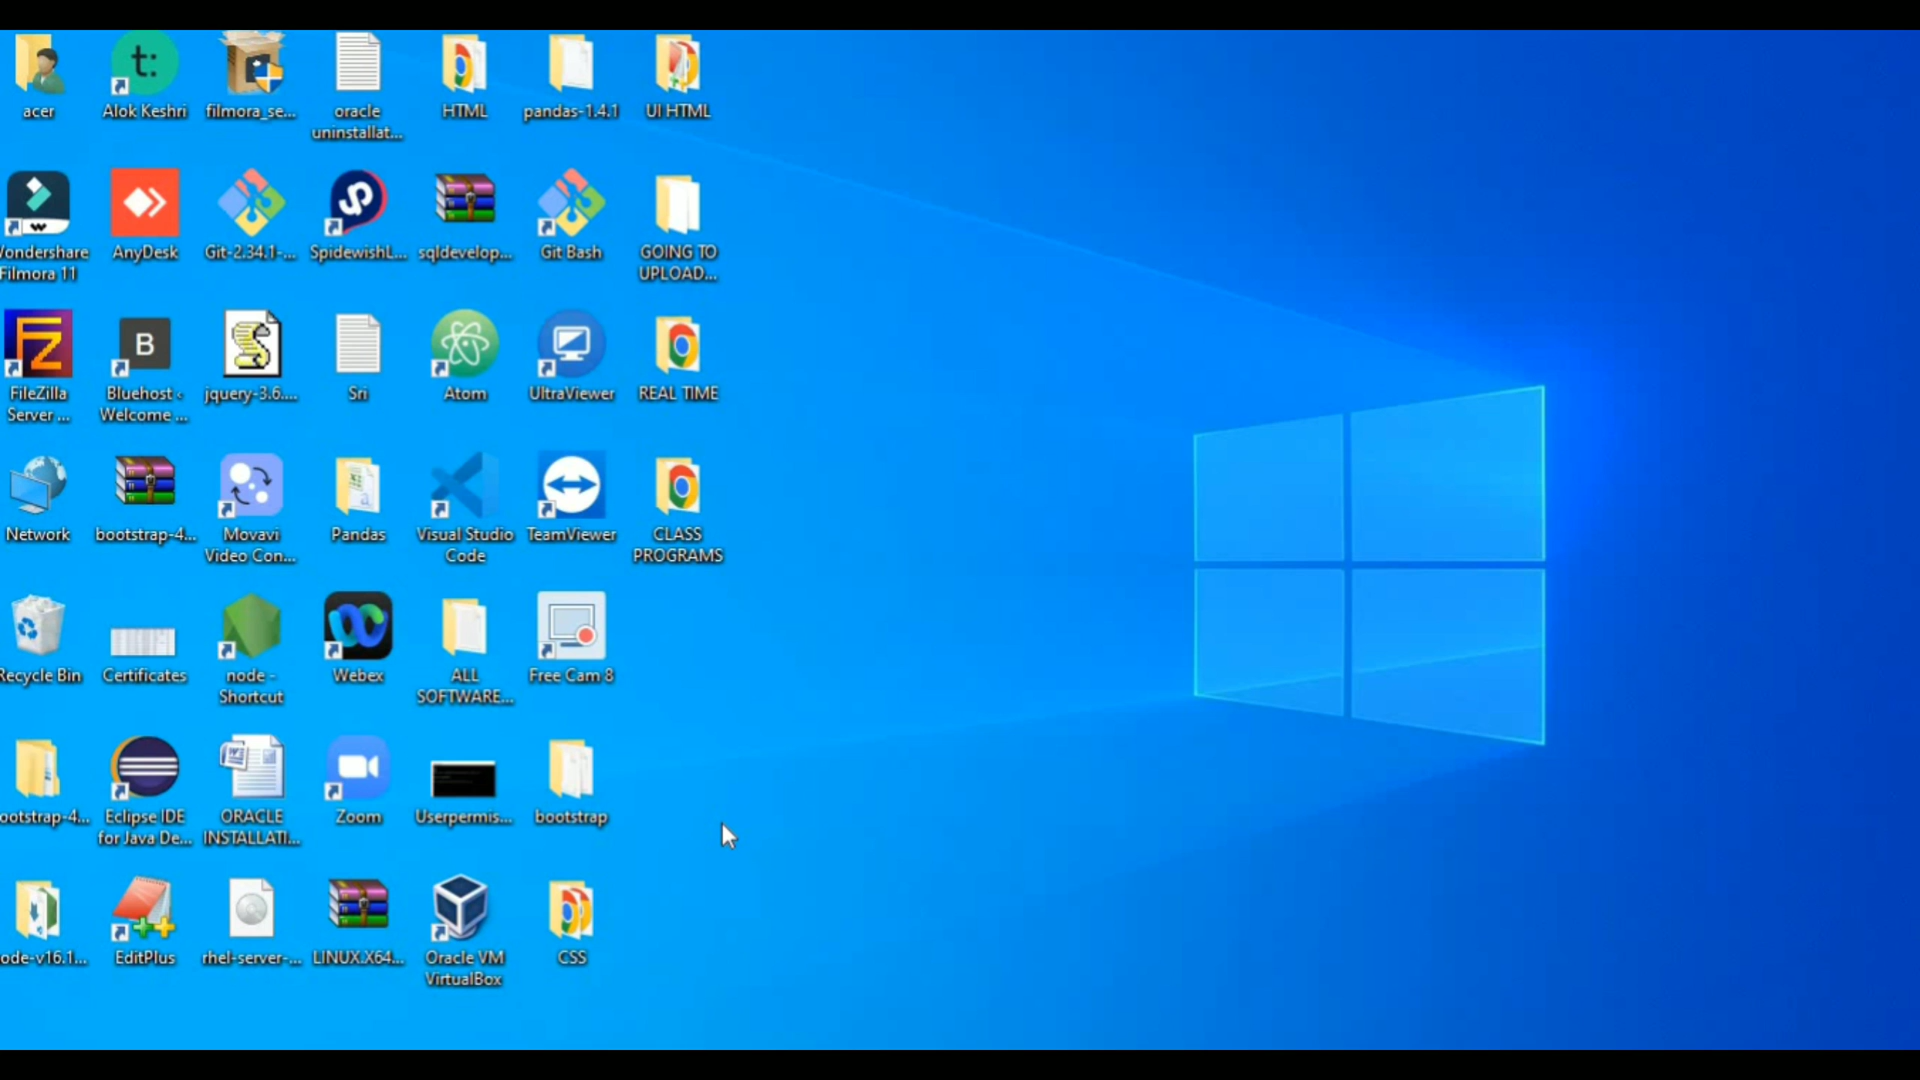 acer
Alok Keshri
filmora_se...
oracle
uninstallat...
HTML
pandas-1.4.1
UI HTML
Wondershare
Filmora 11
AnyDesk
Git-2.34.1-...
SpidewishL...
sqldevelop...
Git Bash
GOING TO
UPLOAD...
FileZilla
Server ...
Bluehost -
Welcome ...
jquery-3.6....
Sri
Atom
UltraViewer
REAL TIME
Network
bootstrap-4...
Movavi
Video Con...
Pandas
Visual Studio
Code
TeamViewer
CLASS
PROGRAMS
Recycle Bin
Certificates
node -
Shortcut
Webex
ALL
SOFTWARE...
Free Cam 8
ootstrap-4...
Eclipse IDE
for Java De...
ORACLE
INSTALLATI...
Zoom
Userpermis...
bootstrap
ode-v16.1...
EditPlus
rhel-server-...
LINUX.X64...
Oracle VM
VirtualBox
CSS